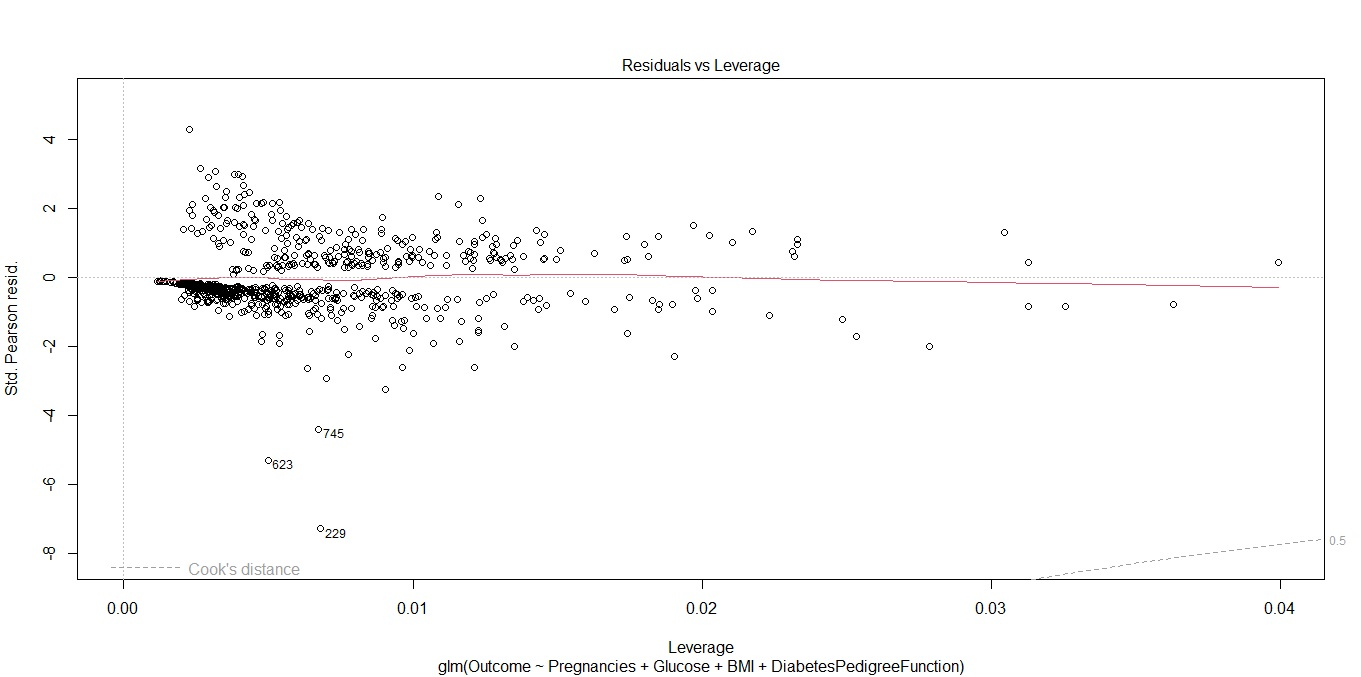 Residuals vs Leverage
Std. Pearson resid.
4
2
0
-2
-4
-6
-8
745
623
229
0.5
Cook's distance
0.00 0.01 0.02 0.03 0.04
Leverage
glm(Outcome ~ Pregnancies + Glucose + BMI + DiabetesPedigreeFunction)